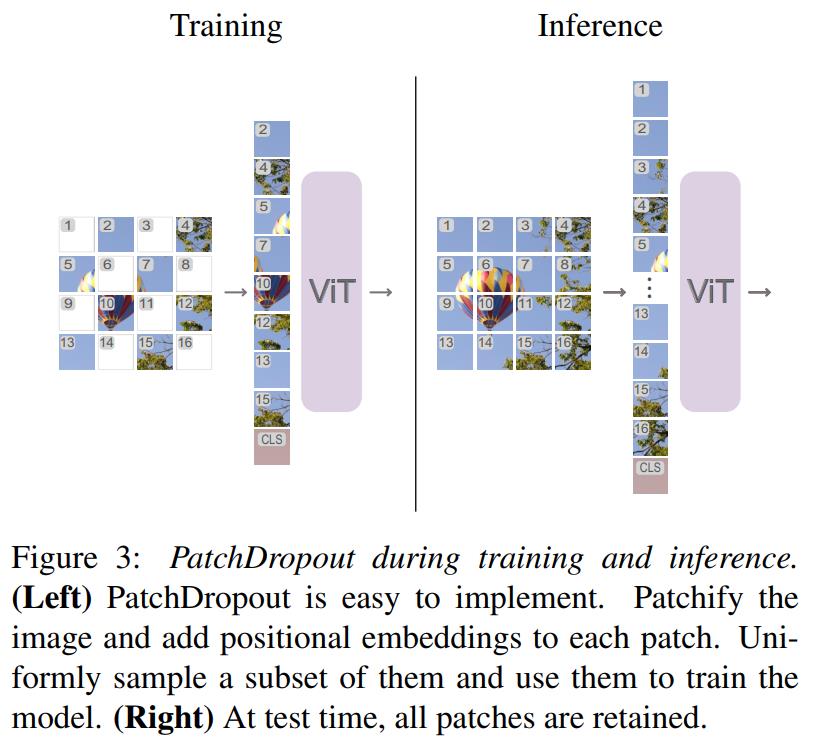 Training
Inference
1 2 3 4
5 6 7 8
9 10 11 12
13 14 15 16
2
4
5
7
10
12
13
15
CLS
ViT
1 2 3 4
5 6 7 8
9 10 11 12
13 14 15 16
1
2
3
4
5
⋮
13
14
15
16
CLS
ViT
Figure 3: PatchDropout during training and inference.
(Left) PatchDropout is easy to implement. Patchify the
image and add positional embeddings to each patch. Uni-
formly sample a subset of them and use them to train the
model. (Right) At test time, all patches are retained.